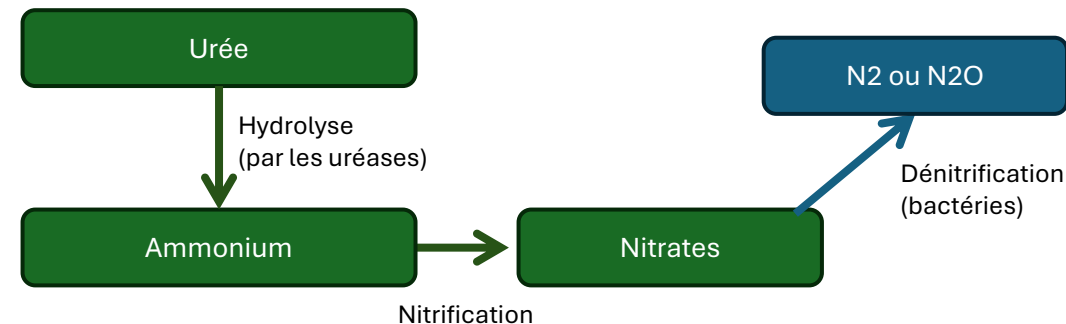 Urée
N2 ou N2O
Hydrolyse
(par les uréases)
Dénitrification
(bactéries)
Ammonium
Nitrates
Nitrification